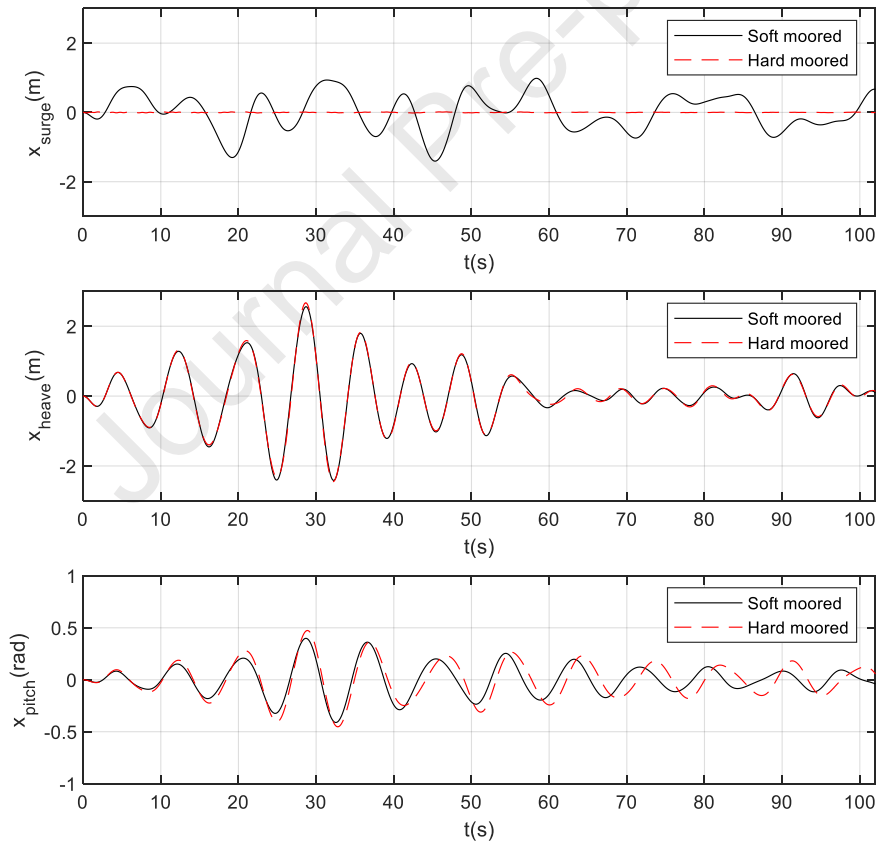 2
0
-2
x_surge(m)
Soft moored
Hard moored
0 10 20 30 40 50 60 70 80 90 100
t(s)
2
0
-2
x_heave(m)
Soft moored
Hard moored
0 10 20 30 40 50 60 70 80 90 100
t(s)
1
0.5
0
-0.5
-1
x_pitch(rad)
Soft moored
Hard moored
0 10 20 30 40 50 60 70 80 90 100
t(s)
Journal Pre-p